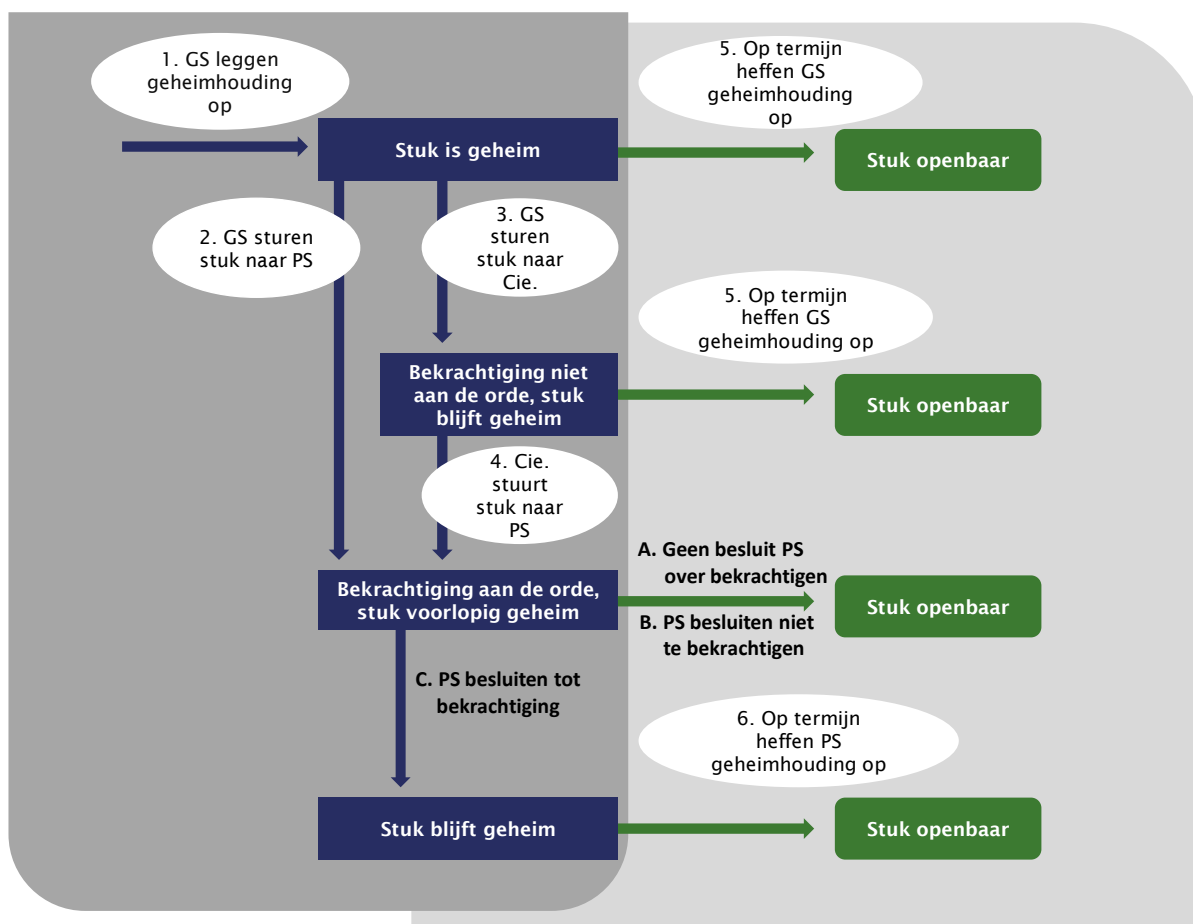 1. GS leggen
geheimhouding
op
5. Op termijn
heffen GS
geheimhouding
op
Stuk is geheim
Stuk openbaar
2. GS sturen
stuk naar PS
3. GS
sturen
stuk naar
Cie.
5. Op termijn
heffen GS
geheimhouding op
Bekrachtiging niet
aan de orde, stuk
blijft geheim
Stuk openbaar
4. Cie.
stuurt
stuk naar
PS
A. Geen besluit PS
over bekrachtigen
Bekrachtiging aan de orde,
stuk voorlopig geheim
Stuk openbaar
B. PS besluiten niet
te bekrachtigen
C. PS besluiten tot
bekrachtiging
6. Op termijn
heffen PS
geheimhouding op
Stuk blijft geheim
Stuk openbaar